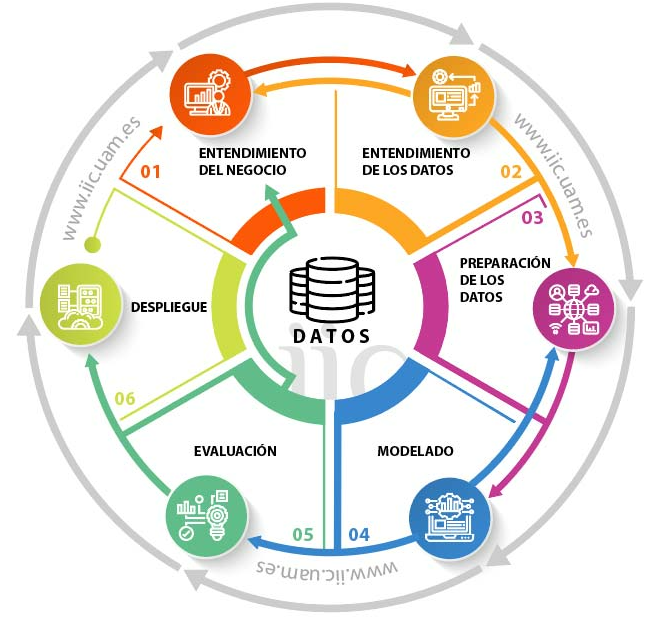 www.iic.uam.es
www.iic.uam.es
01
ENTENDIMIENTO
DEL NEGOCIO
ENTENDIMIENTO
DE LOS DATOS
02
03
PREPARACIÓN
DE LOS
DATOS
DATOS
iic
DESPLIEGUE
06
EVALUACIÓN
05
MODELADO
04
www.iic.uam.es